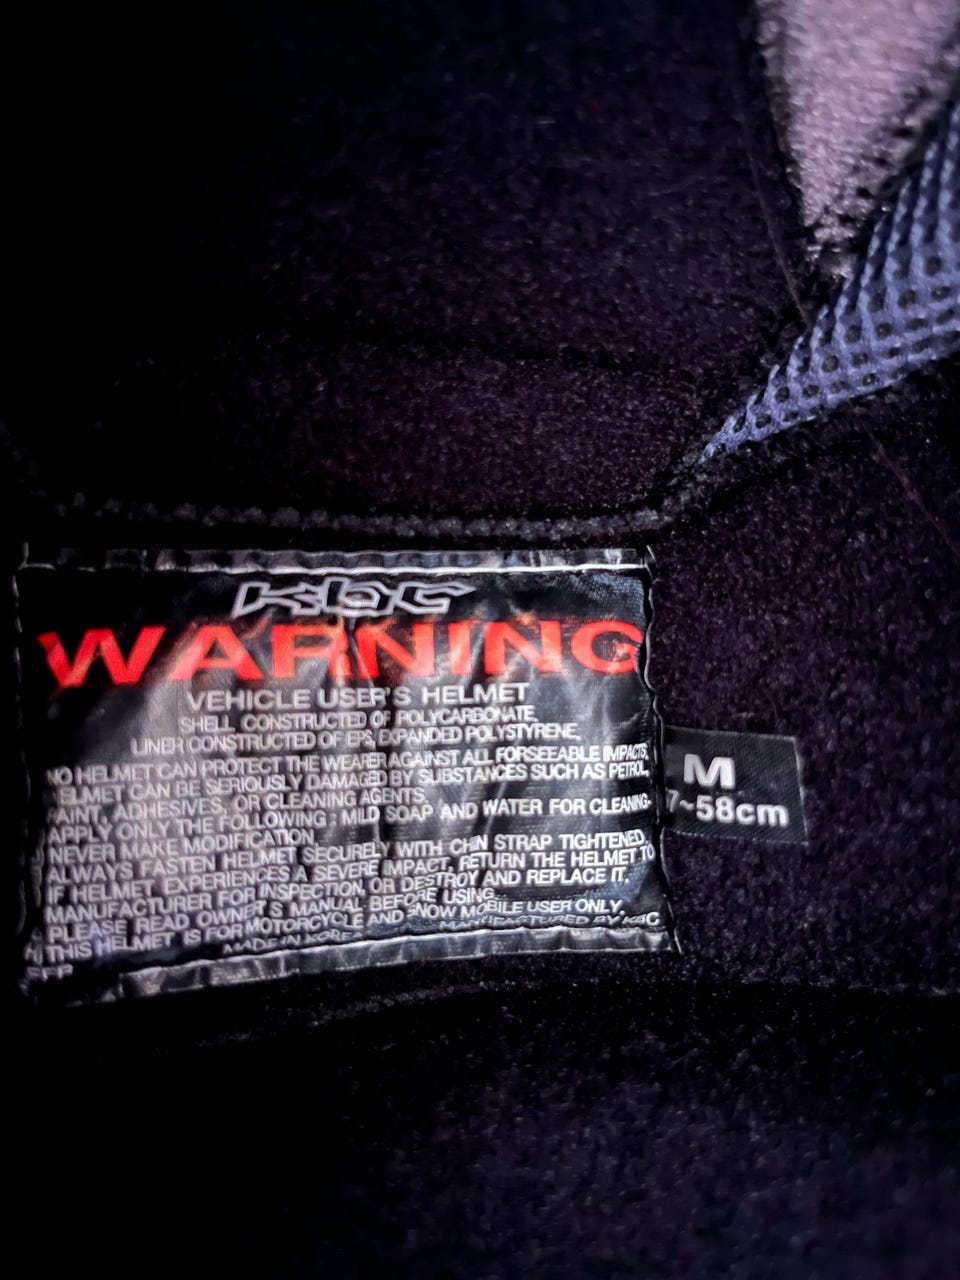 kbc
WARNING
VEHICLE USER'S HELMET
SHELL CONSTRUCTED OF POLYCARBONATE
LINER CONSTRUCTED OF EPS, EXPANDED POLYSTYRENE,
NO HELMET CAN PROTECT THE WEARER AGAINST ALL FORSEEABLE IMPACTS.
HELMET CAN BE SERIOUSLY DAMAGED BY SUBSTANCES SUCH AS PETROL,
PAINT, ADHESIVES, OR CLEANING AGENTS,
APPLY ONLY THE FOLLOWING : MILD SOAP AND WATER FOR CLEANING.
NEVER MAKE MODIFICATION
ALWAYS FASTEN HELMET SECURELY WITH CHIN STRAP TIGHTENED.
IF HELMET EXPERIENCES A SEVERE IMPACT, RETURN THE HELMET TO
MANUFACTURER FOR INSPECTION, OR DESTROY AND REPLACE IT.
PLEASE READ OWNER'S MANUAL BEFORE USING
THIS HELMET IS FOR MOTORCYCLE AND SNOW MOBILE USER ONLY.
MADE IN KOREA MANUFACTURED BY KBC
M
7~58cm